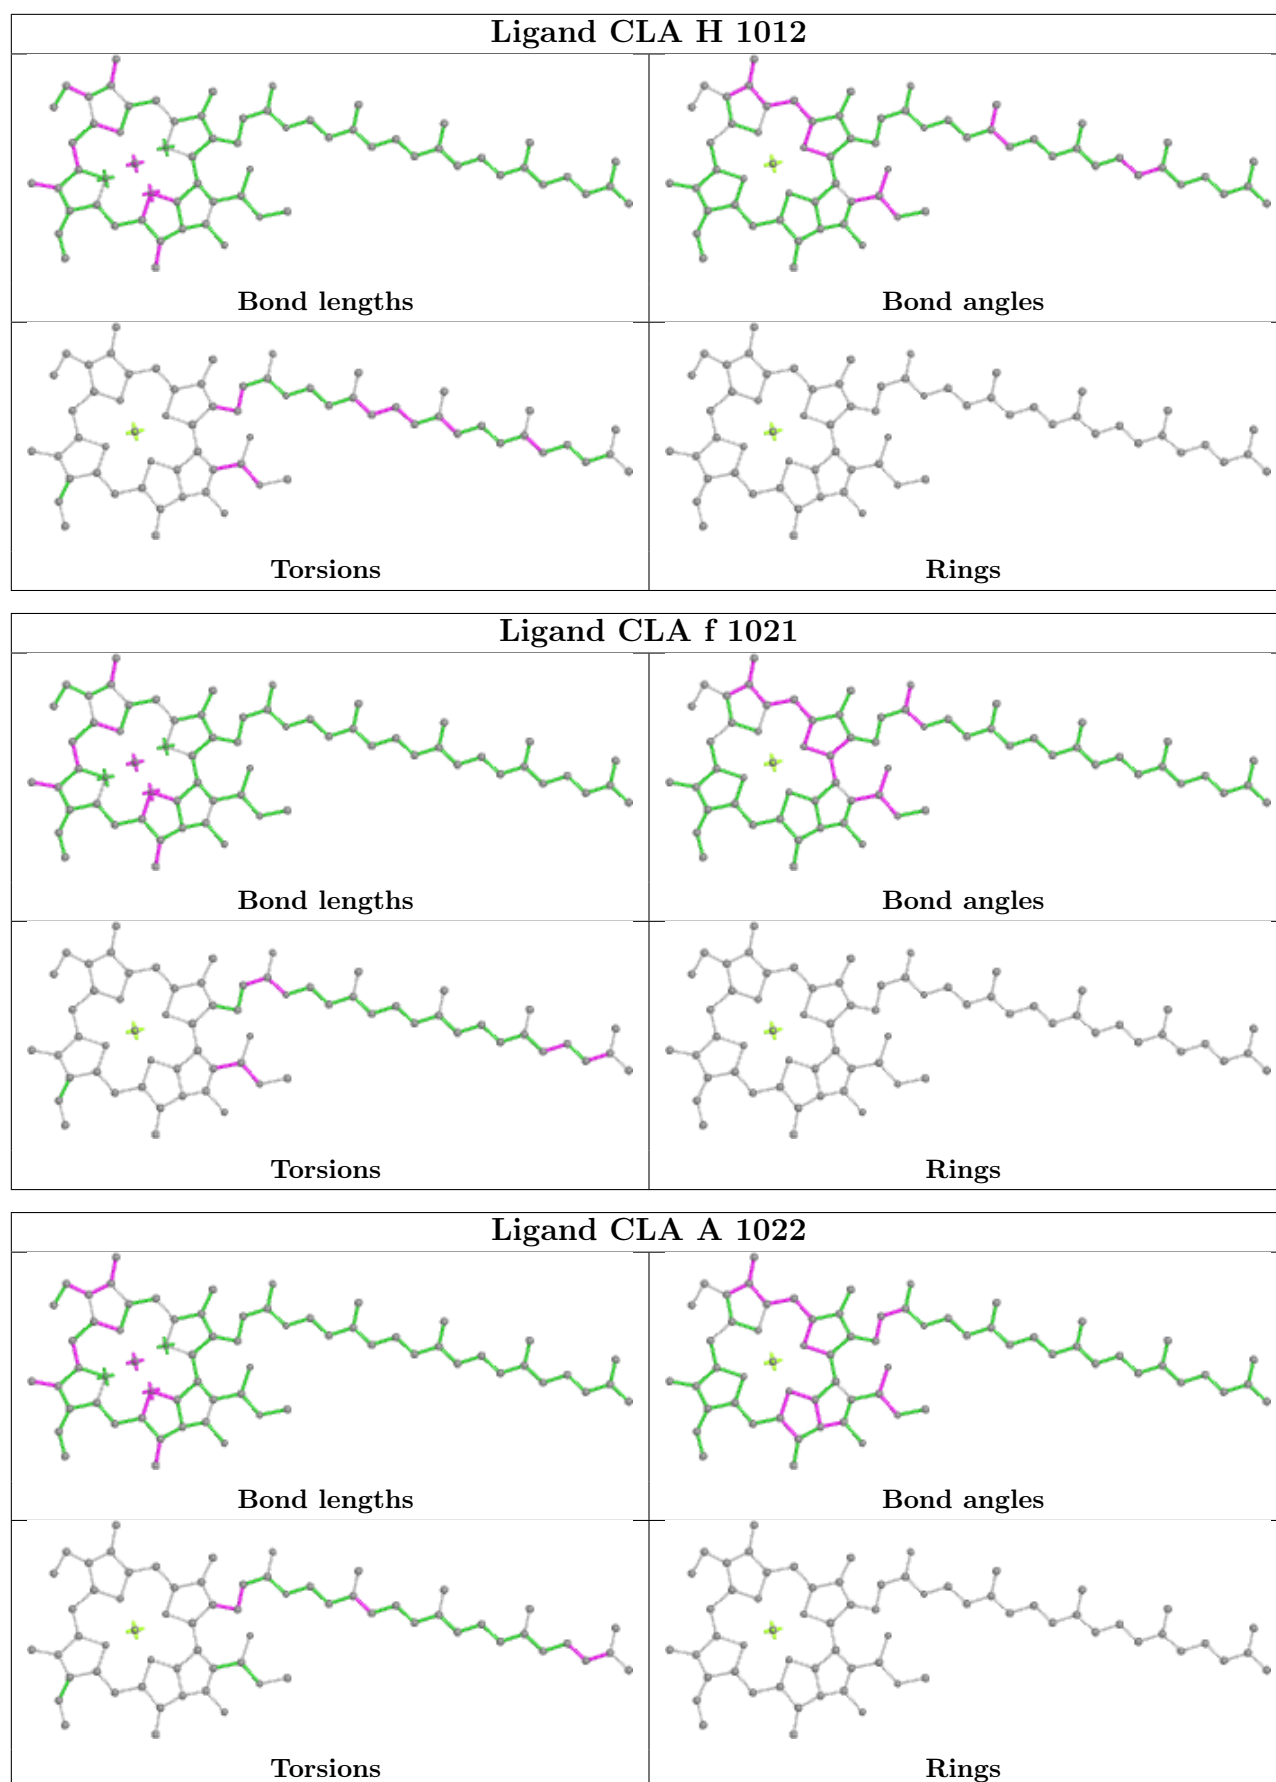 Ligand CLA H 1012
Bond lengths
Bond angles
Torsions
Rings
Ligand CLA f 1021
Bond lengths
Bond angles
Torsions
Rings
Ligand CLA A 1022
Bond lengths
Bond angles
Torsions
Rings